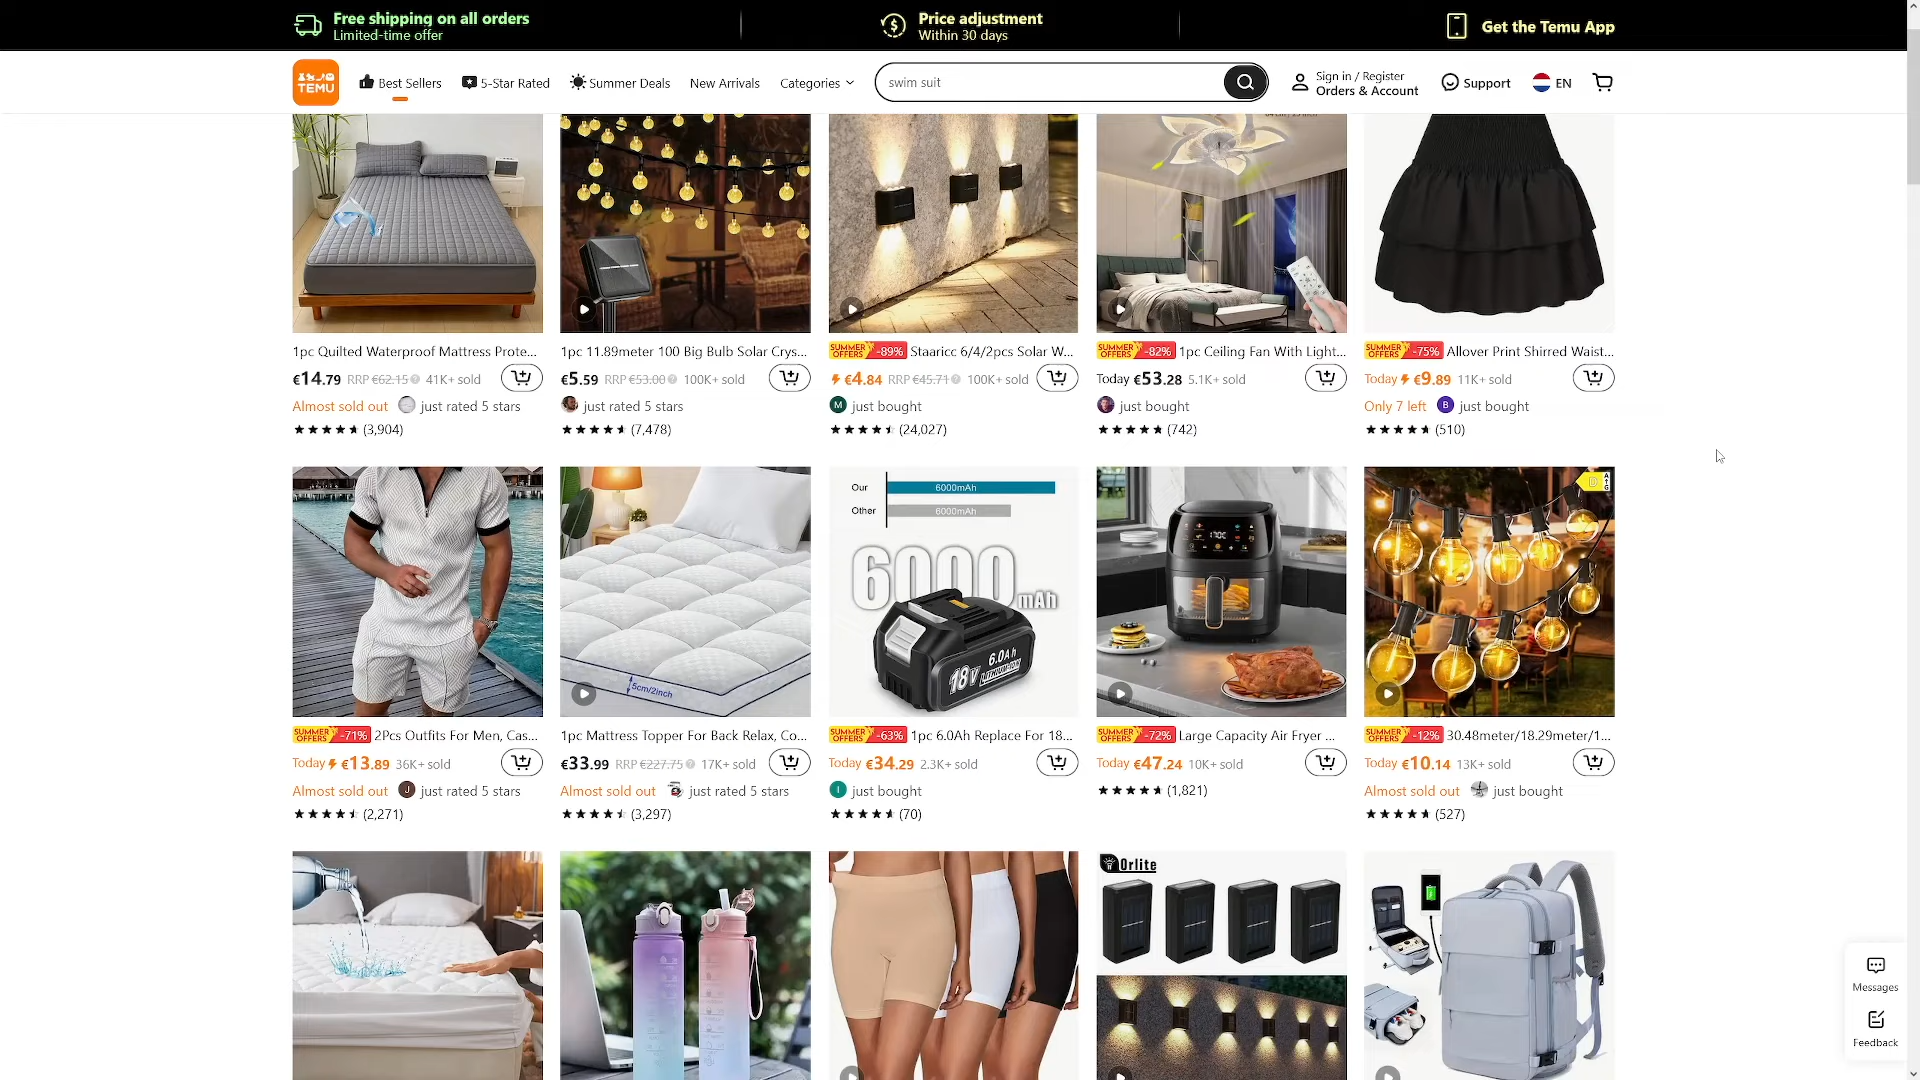 Free shipping on all orders
Limited-time offer
Price adjustment
Within 30 days
Get the Temu App
TEMU
Best Sellers
5-Star Rated
Summer Deals
New Arrivals
Categories
swim suit
Sign in / Register
Orders & Account
Support
EN
1pc Quilted Waterproof Mattress Prote...
€14.79 RRP €62.15 41K+ sold
Almost sold out just rated 5 stars
(3,904)
1pc 11.89meter 100 Big Bulb Solar Crys...
€5.59 RRP €53.00 100K+ sold
just rated 5 stars
(7,478)
SUMMER OFFERS -89% Staaricc 6/4/2pcs Solar W...
€4.84 RRP €45.71 100K+ sold
M just bought
(24,027)
SUMMER OFFERS -82% 1pc Ceiling Fan With Light...
Today €53.28 5.1K+ sold
just bought
(742)
SUMMER OFFERS -75% Allover Print Shirred Waist...
Today €9.89 11K+ sold
Only 7 left B just bought
(510)
5cm/2inch
Our 6000mAh
Other 6000mAh
6000 mAh
6.0Ah
18V LITHIUM-ION
170C
D
A
G
SUMMER OFFERS -71% 2Pcs Outfits For Men, Cas...
Today €13.89 36K+ sold
Almost sold out J just rated 5 stars
(2,271)
1pc Mattress Topper For Back Relax, Co...
€33.99 RRP €227.75 17K+ sold
Almost sold out just rated 5 stars
(3,297)
SUMMER OFFERS -63% 1pc 6.0Ah Replace For 18...
Today €34.29 2.3K+ sold
I just bought
(70)
SUMMER OFFERS -72% Large Capacity Air Fryer ...
Today €47.24 10K+ sold
(1,821)
SUMMER OFFERS -12% 30.48meter/18.29meter/1...
Today €10.14 13K+ sold
Almost sold out just bought
(527)
Orlite
Messages
Feedback